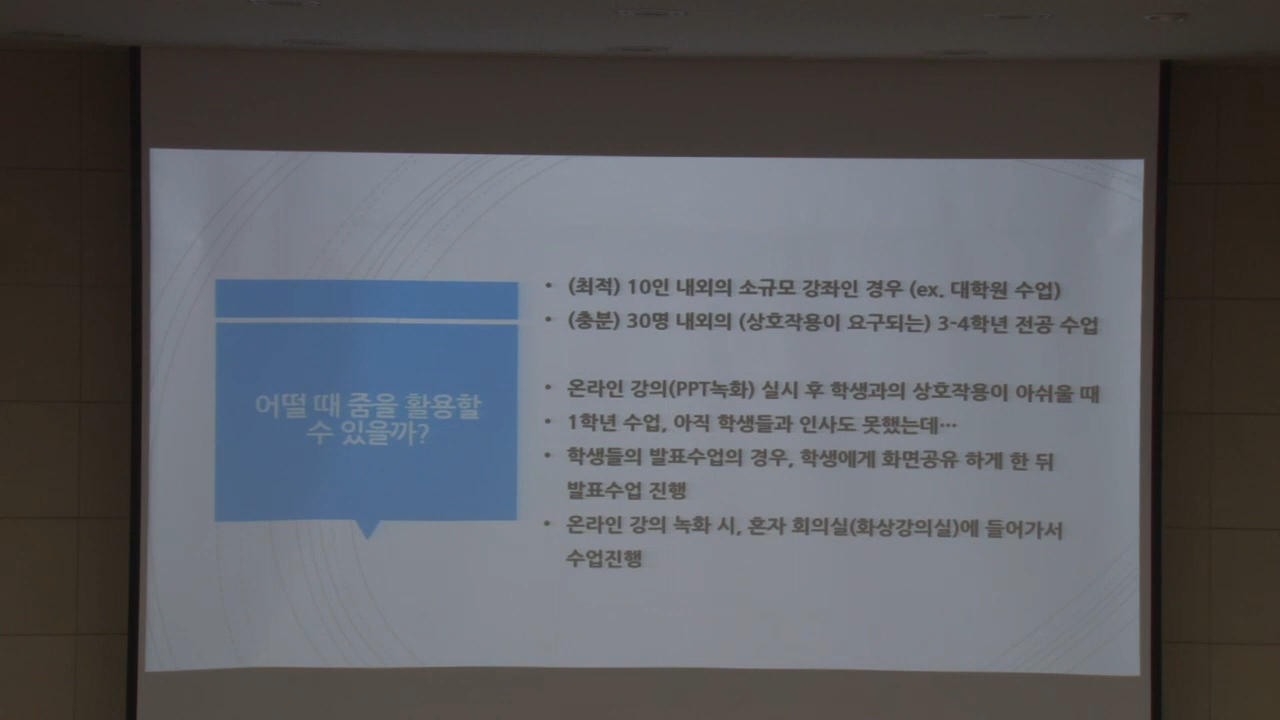 어떨 때 줌을 활용할
수 있을까?
• (최적) 10인 내외의 소규모 강좌인 경우 (ex. 대학원 수업)
• (충분) 30명 내외의 (상호작용이 요구되는) 3-4학년 전공 수업
• 온라인 강의(PPT녹화) 실시 후 학생과의 상호작용이 아쉬울 때
• 1학년 수업, 아직 학생들과 인사도 못했는데…
• 학생들의 발표수업의 경우, 학생에게 화면공유 하게 한 뒤
발표수업 진행
• 온라인 강의 녹화 시, 혼자 회의실(화상강의실)에 들어가서
수업진행